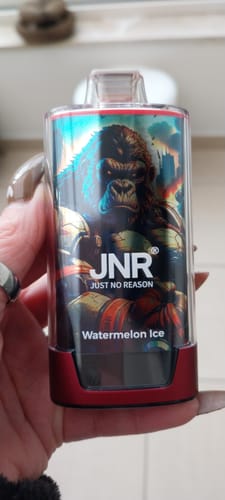 JNR®
JUST NO REASON
Watermelon Ice